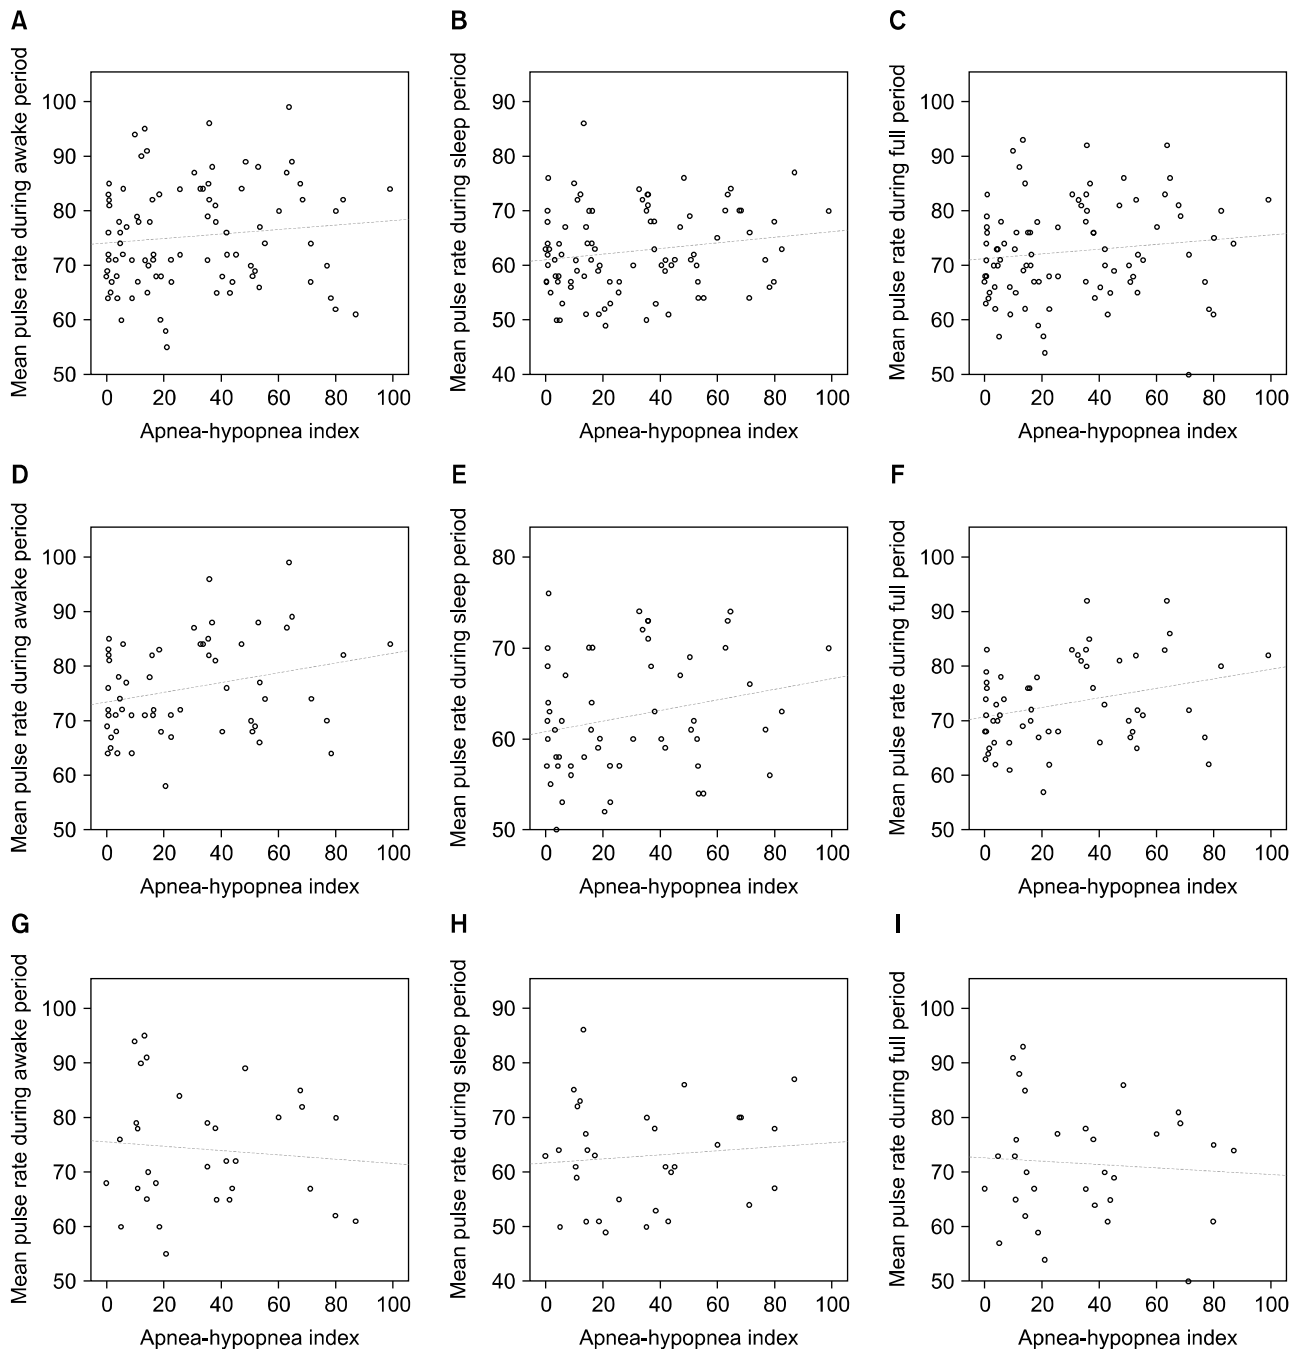 A
Mean pulse rate during awake period
100
90
80
70
60
50
0 20 40 60 80 100
Apnea-hypopnea index
B
Mean pulse rate during sleep period
90
80
70
60
50
40
0 20 40 60 80 100
Apnea-hypopnea index
C
Mean pulse rate during full period
100
90
80
70
60
50
0 20 40 60 80 100
Apnea-hypopnea index
D
Mean pulse rate during awake period
100
90
80
70
60
50
0 20 40 60 80 100
Apnea-hypopnea index
E
Mean pulse rate during sleep period
80
70
60
50
0 20 40 60 80 100
Apnea-hypopnea index
F
Mean pulse rate during full period
100
90
80
70
60
50
0 20 40 60 80 100
Apnea-hypopnea index
G
Mean pulse rate during awake period
100
90
80
70
60
50
0 20 40 60 80 100
Apnea-hypopnea index
H
Mean pulse rate during sleep period
90
80
70
60
50
40
0 20 40 60 80 100
Apnea-hypopnea index
I
Mean pulse rate during full period
100
90
80
70
60
50
0 20 40 60 80 100
Apnea-hypopnea index